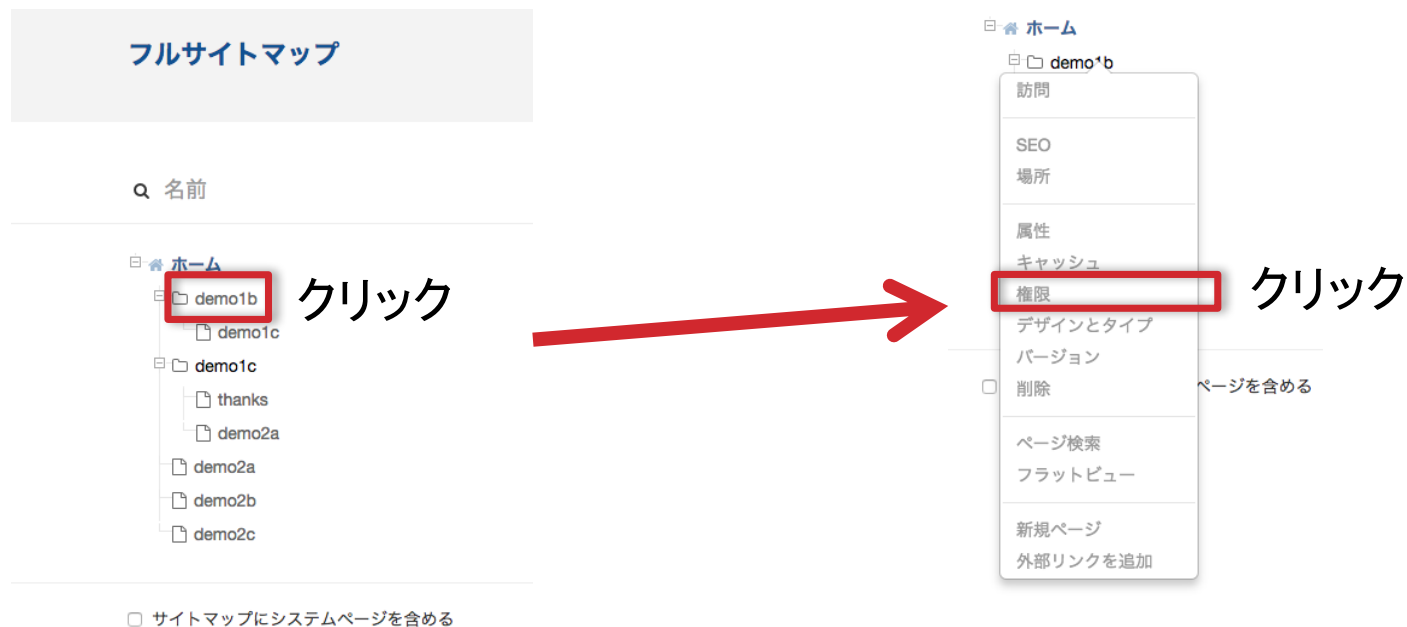 フルサイトマップ
名前
ホーム
demo1b
クリック
demo1c
demo1c
thanks
demo2a
demo2a
demo2b
demo2c
サイトマップにシステムページを含める
ホーム
demo1b
訪問
SEO
場所
属性
キャッシュ
権限
クリック
デザインとタイプ
バージョン
削除
ページを含める
ページ検索
フラットビュー
新規ページ
外部リンクを追加